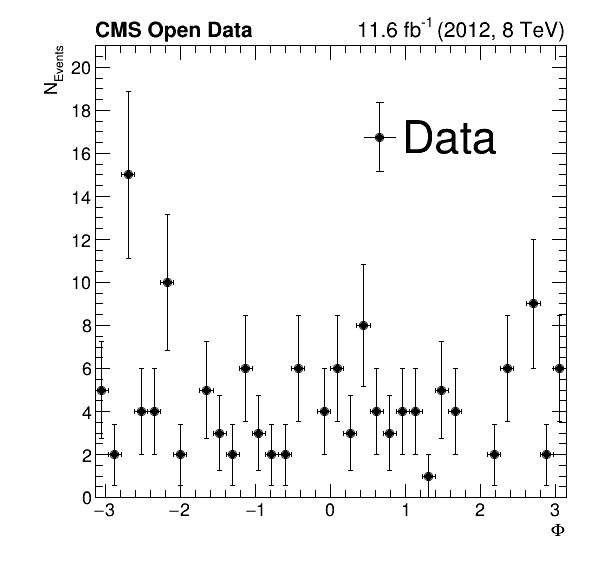 CMS Open Data 11.6 fb⁻¹ (2012, 8 TeV)
N_Events
20
18
16
14
12
10
8
6
4
2
0
Data
−3 −2 −1 0 1 2 3
Φ